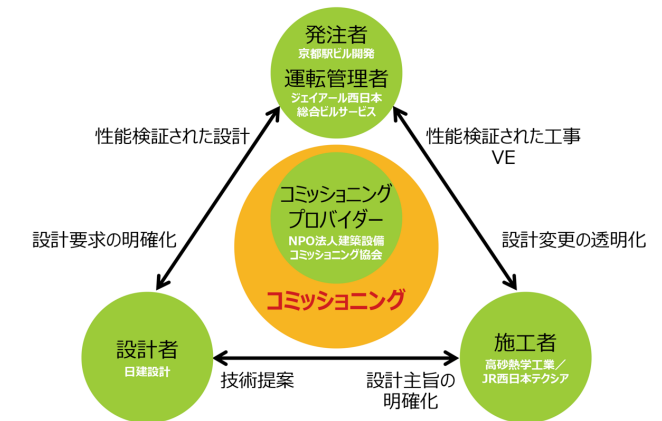 発注者
京都駅ビル開発
運転管理者
ジェイアール西日本
総合ビルサービス
性能検証された設計
性能検証された工事
VE
コミッショニング
プロバイダー
NPO法人建築設備
コミッショニング協会
設計要求の明確化
設計変更の透明化
コミッショニング
設計者
日建設計
施工者
高砂熱学工業／
JR西日本テクシア
技術提案
設計主旨の
明確化